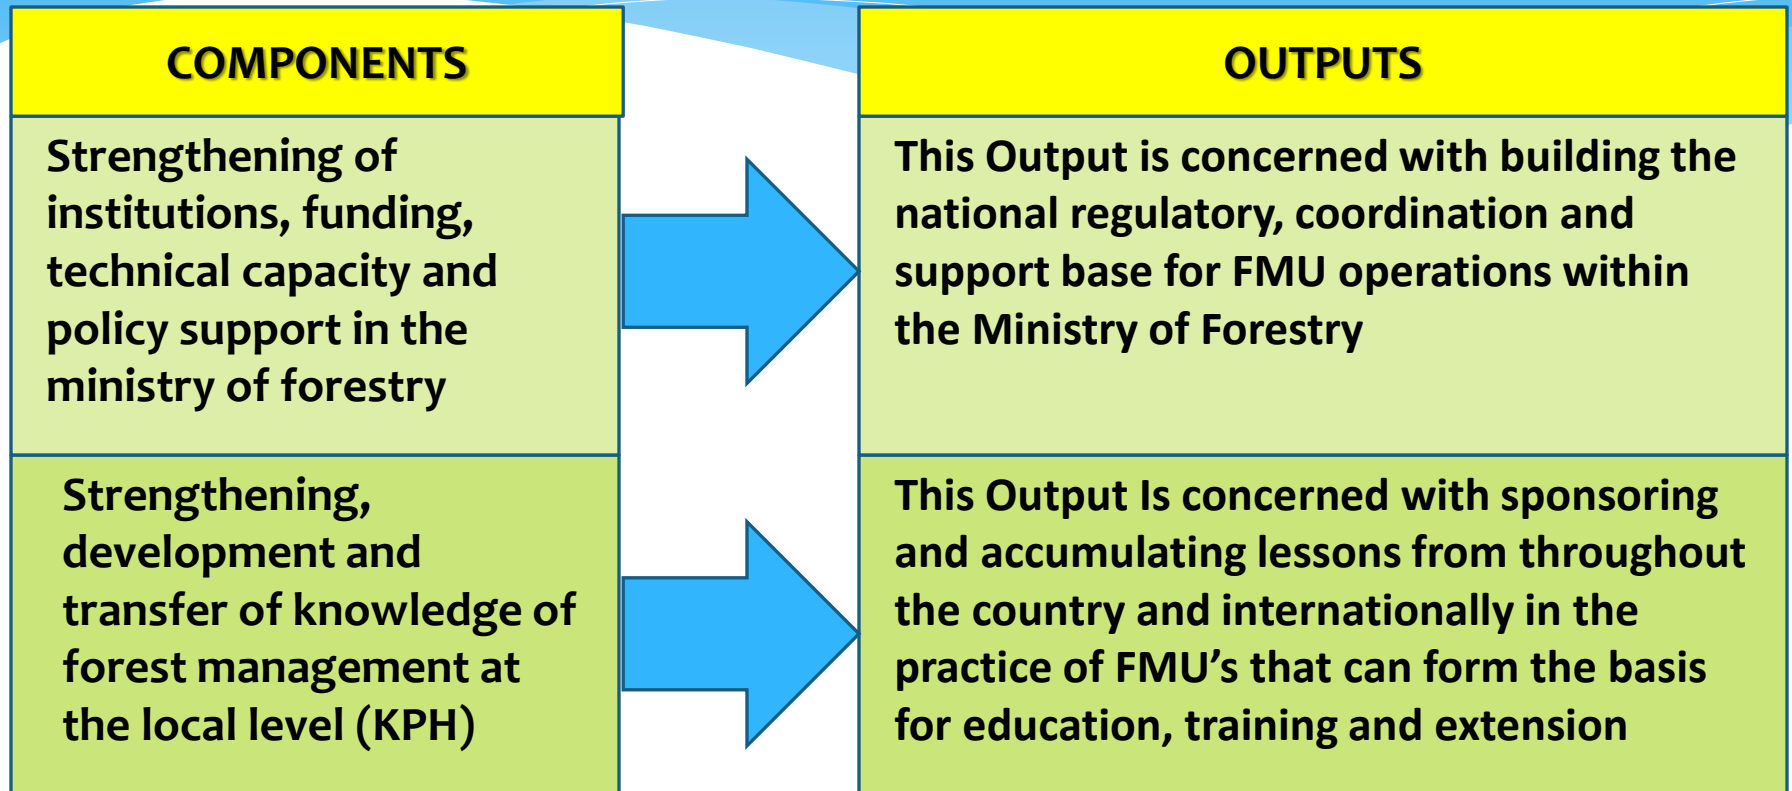 COMPONENTS
Strengthening of
institutions, funding,
technical capacity and
policy support in the
ministry of forestry
Strengthening,
development and
transfer of knowledge of
forest management at
the local level (KPH)
OUTPUTS
This Output is concerned with building the
national regulatory, coordination and
support base for FMU operations within
the Ministry of Forestry
This Output Is concerned with sponsoring
and accumulating lessons from throughout
the country and internationally in the
practice of FMU’s that can form the basis
for education, training and extension